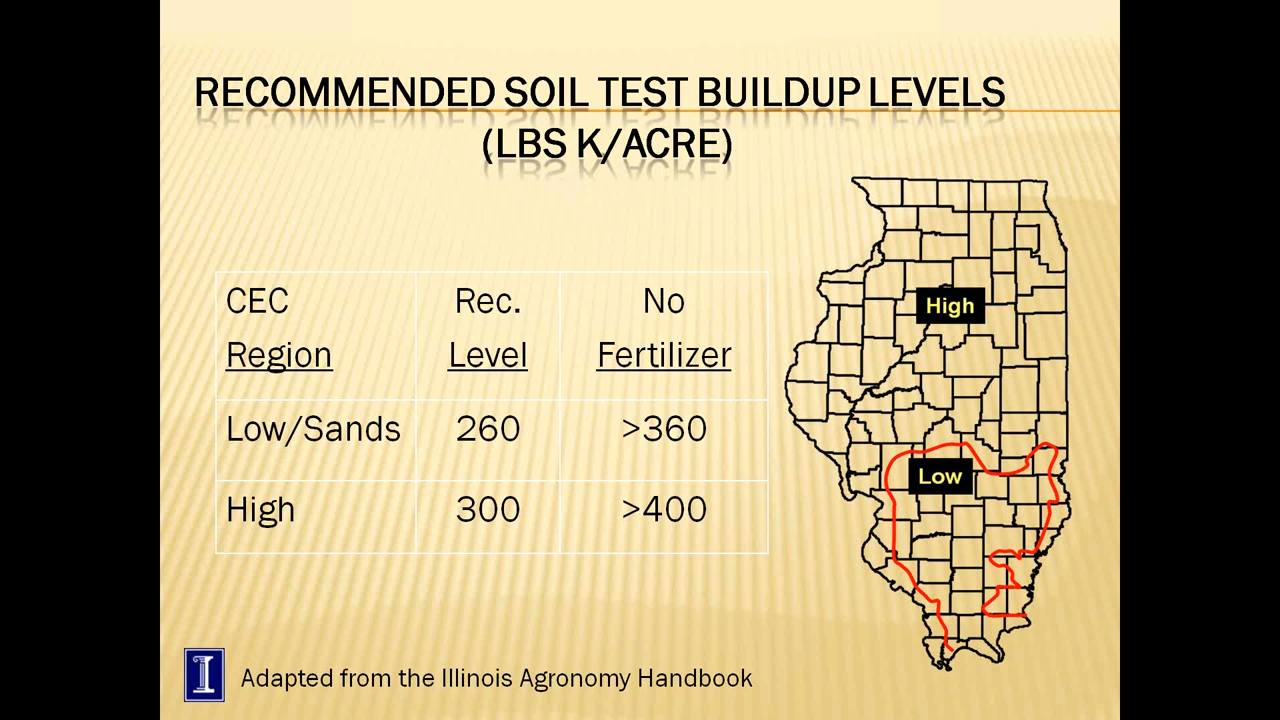 RECOMMENDED SOIL TEST BUILDUP LEVELS
(LBS K/ACRE)
CEC
Region
Rec.
Level
No
Fertilizer
Low/Sands
260
>360
High
300
>400
High
Low
I
Adapted from the Illinois Agronomy Handbook